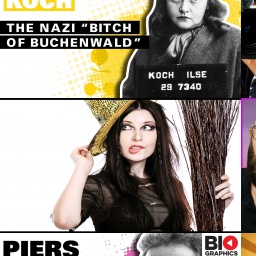 KOCH
THE NAZI "BITCH
OF BUCHENWALD"
KOCH ILSE
29 7340
PIERS
BIO
GRAPHICS